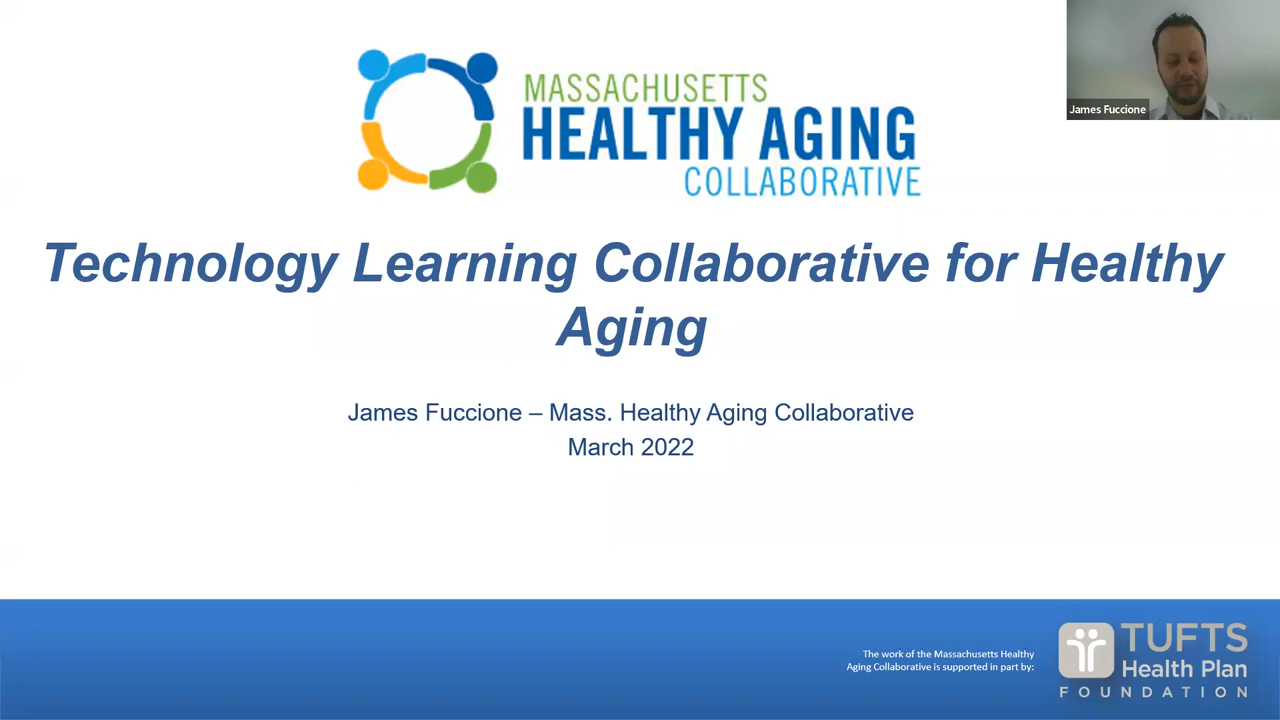 MASSACHUSETTS
HEALTHY AGING
COLLABORATIVE
James Fuccione
Technology Learning Collaborative for Healthy
Aging
James Fuccione – Mass. Healthy Aging Collaborative
March 2022
The work of the Massachusetts Healthy
Aging Collaborative is supported in part by:
TUFTS
Health Plan
FOUNDATION